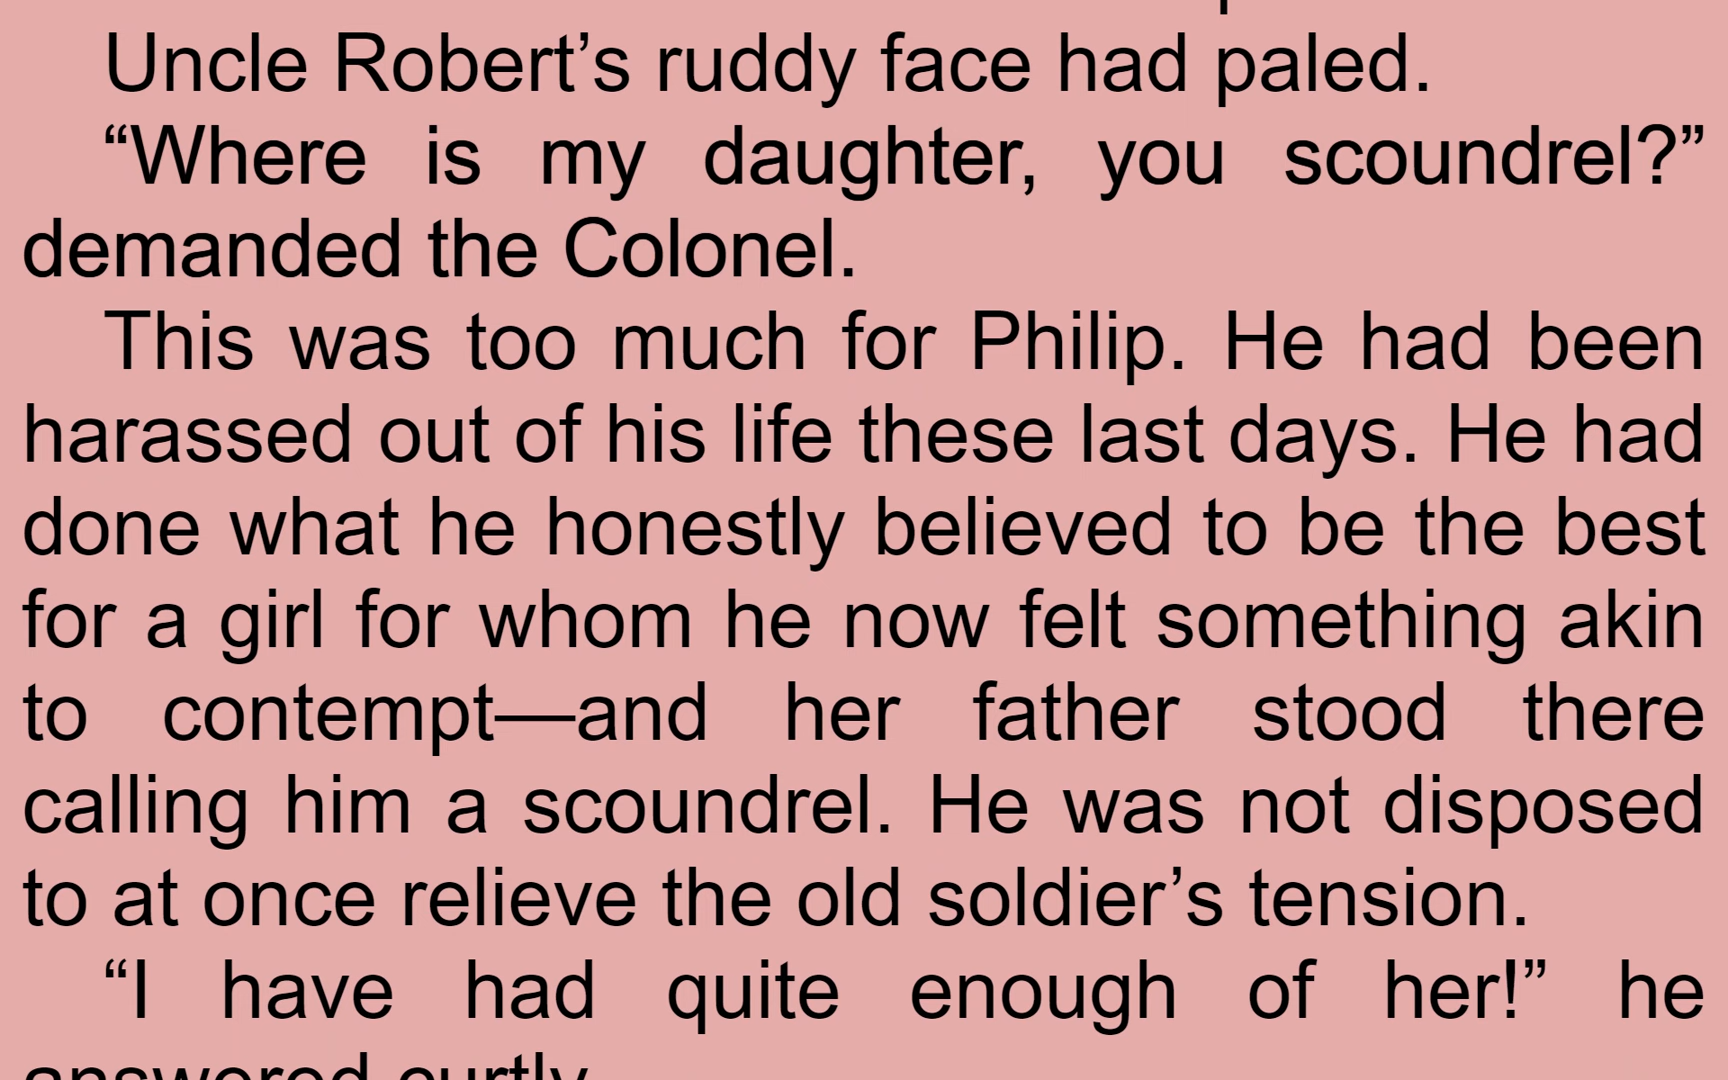 Uncle Robert’s ruddy face had paled.
“Where is my daughter, you scoundrel?”
demanded the Colonel.
This was too much for Philip. He had been
harassed out of his life these last days. He had
done what he honestly believed to be the best
for a girl for whom he now felt something akin
to contempt—and her father stood there
calling him a scoundrel. He was not disposed
to at once relieve the old soldier’s tension.
“I have had quite enough of her!” he
answered curtly.